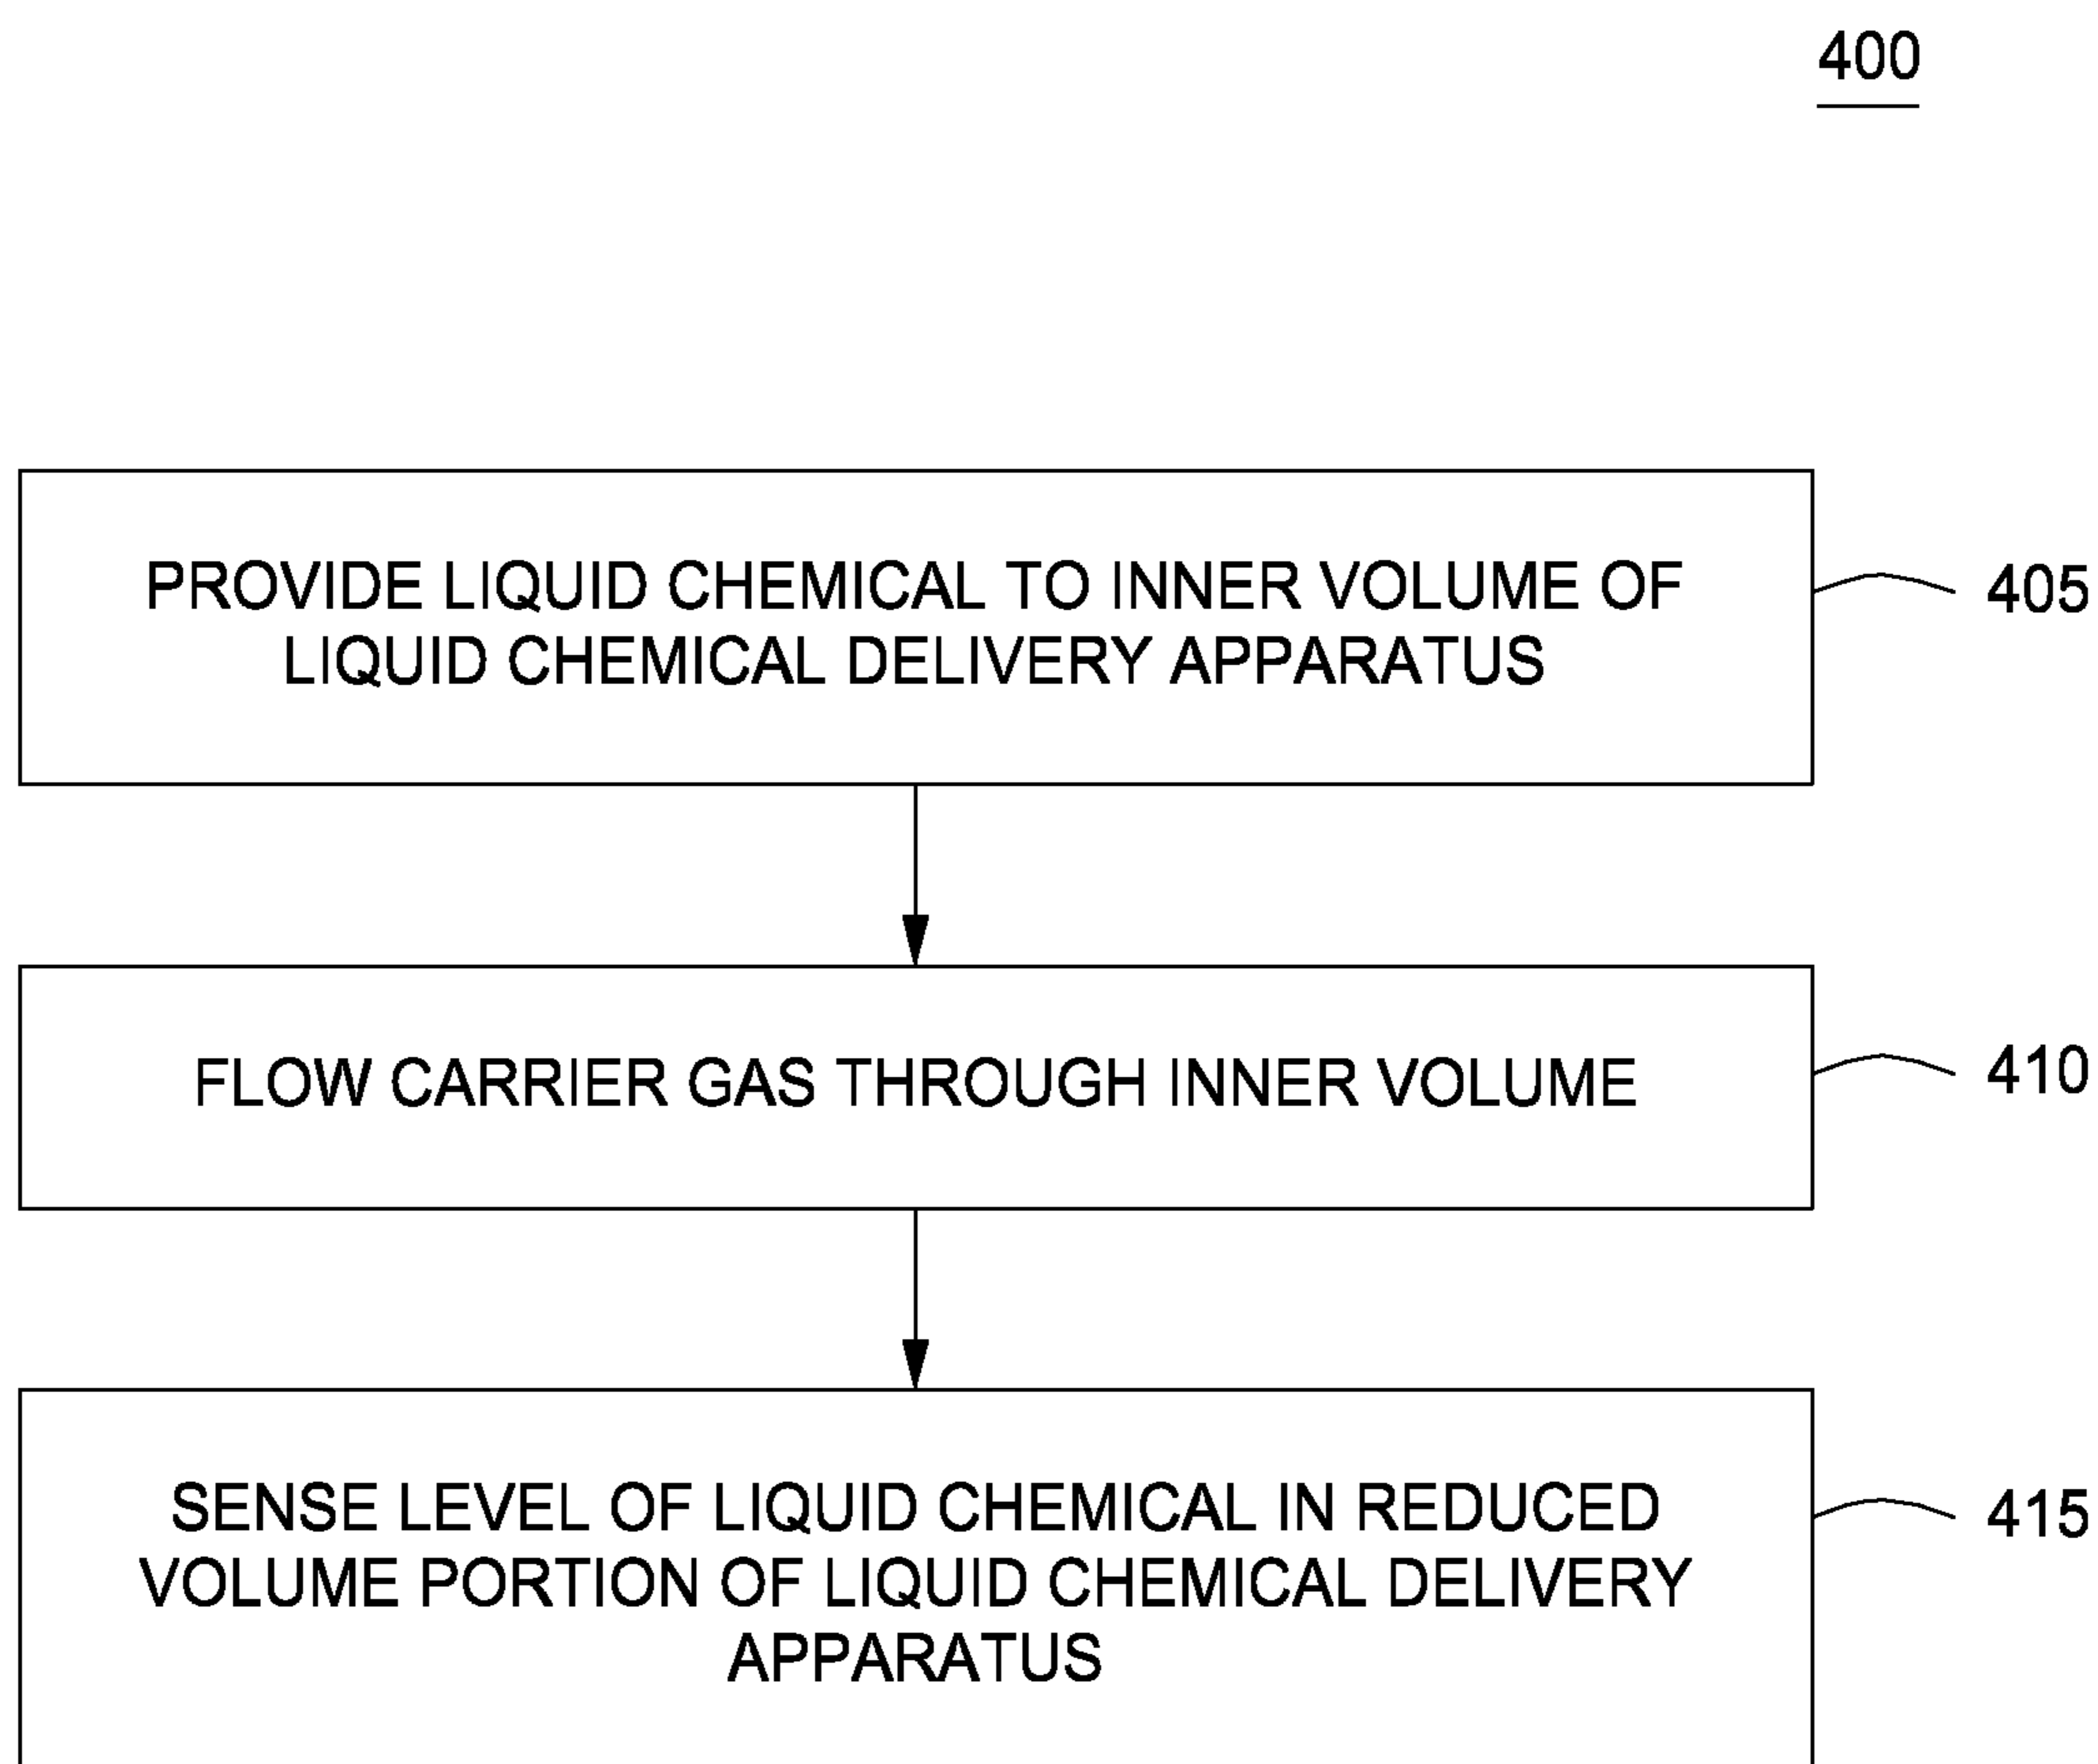 400
PROVIDE LIQUID CHEMICAL TO INNER VOLUME OF
LIQUID CHEMICAL DELIVERY APPARATUS
405
FLOW CARRIER GAS THROUGH INNER VOLUME
410
SENSE LEVEL OF LIQUID CHEMICAL IN REDUCED
VOLUME PORTION OF LIQUID CHEMICAL DELIVERY
APPARATUS
415